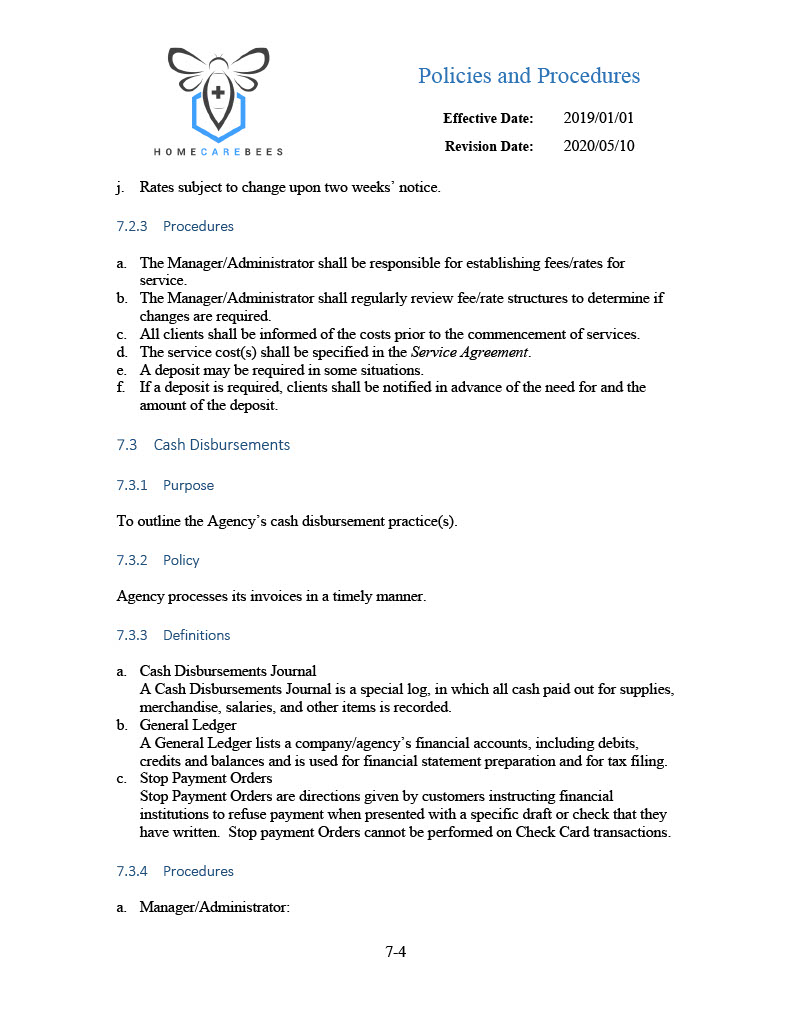 Policies and Procedures
Effective Date: 2019/01/01
Revision Date: 2020/05/10
HOMECAREBEES
j. Rates subject to change upon two weeks’ notice.
7.2.3 Procedures
a. The Manager/Administrator shall be responsible for establishing fees/rates for
service.
b. The Manager/Administrator shall regularly review fee/rate structures to determine if
changes are required.
c. All clients shall be informed of the costs prior to the commencement of services.
d. The service cost(s) shall be specified in the Service Agreement.
e. A deposit may be required in some situations.
f. If a deposit is required, clients shall be notified in advance of the need for and the
amount of the deposit.
7.3 Cash Disbursements
7.3.1 Purpose
To outline the Agency’s cash disbursement practice(s).
7.3.2 Policy
Agency processes its invoices in a timely manner.
7.3.3 Definitions
a. Cash Disbursements Journal
A Cash Disbursements Journal is a special log, in which all cash paid out for supplies,
merchandise, salaries, and other items is recorded.
b. General Ledger
A General Ledger lists a company/agency’s financial accounts, including debits,
credits and balances and is used for financial statement preparation and for tax filing.
c. Stop Payment Orders
Stop Payment Orders are directions given by customers instructing financial
institutions to refuse payment when presented with a specific draft or check that they
have written. Stop payment Orders cannot be performed on Check Card transactions.
7.3.4 Procedures
a. Manager/Administrator:
7-4